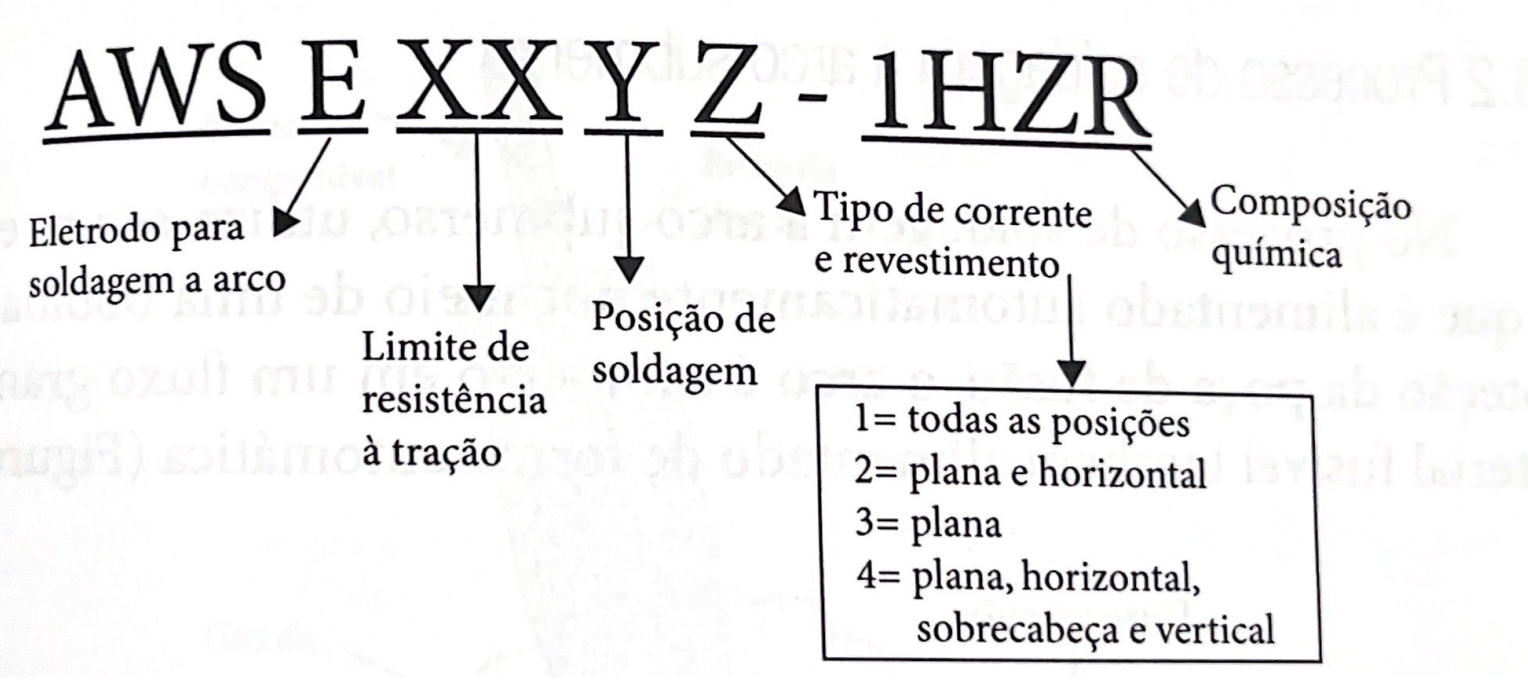 AWS E XX Y Z - 1HZR
Eletrodo para
soldagem a arco
Limite de
resistência
à tração
Posição de
soldagem
Tipo de corrente
e revestimento
1= todas as posições
2= plana e horizontal
3= plana
4= plana, horizontal,
sobrecabeça e vertical
Composição
química